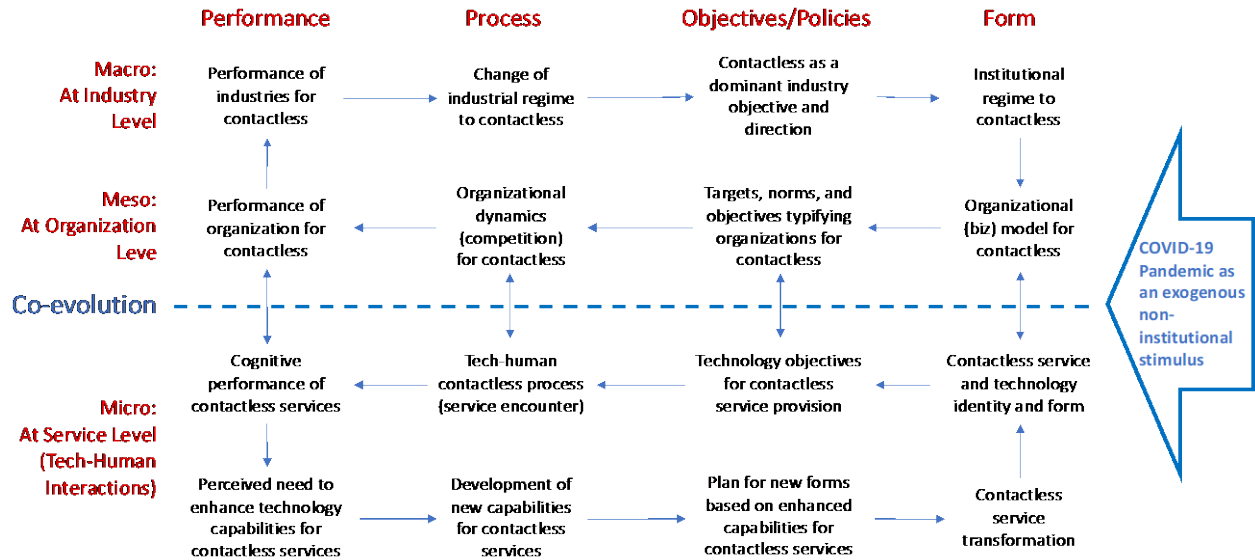 Performance
Process
Objectives/Policies
Form
Macro:
At Industry
Level
Performance of
industries for
contactless
Change of
industrial regime
to contactless
Contactless as a
dominant industry
objective and
direction
Institutional
regime to
contactless
Meso:
At Organization
Leve
Performance of
organization for
contactless
Organizational
dynamics
(competition)
for contactless
Targets, norms, and
objectives typifying
organizations for
contactless
Organizational
(biz) model for
contactless
COVID-19
Pandemic as
an exogenous
non-
institutional
stimulus
Co-evolution
Micro:
At Service Level
(Tech-Human
Interactions)
Cognitive
performance of
contactless services
Tech-human
contactless process
(service encounter)
Technology objectives
for contactless
service provision
Contactless service
and technology
identity and form
Perceived need to
enhance technology
capabilities for
contactless services
Development of
new capabilities
for contactless
services
Plan for new forms
based on enhanced
capabilities for
contactless services
Contactless
service
transformation